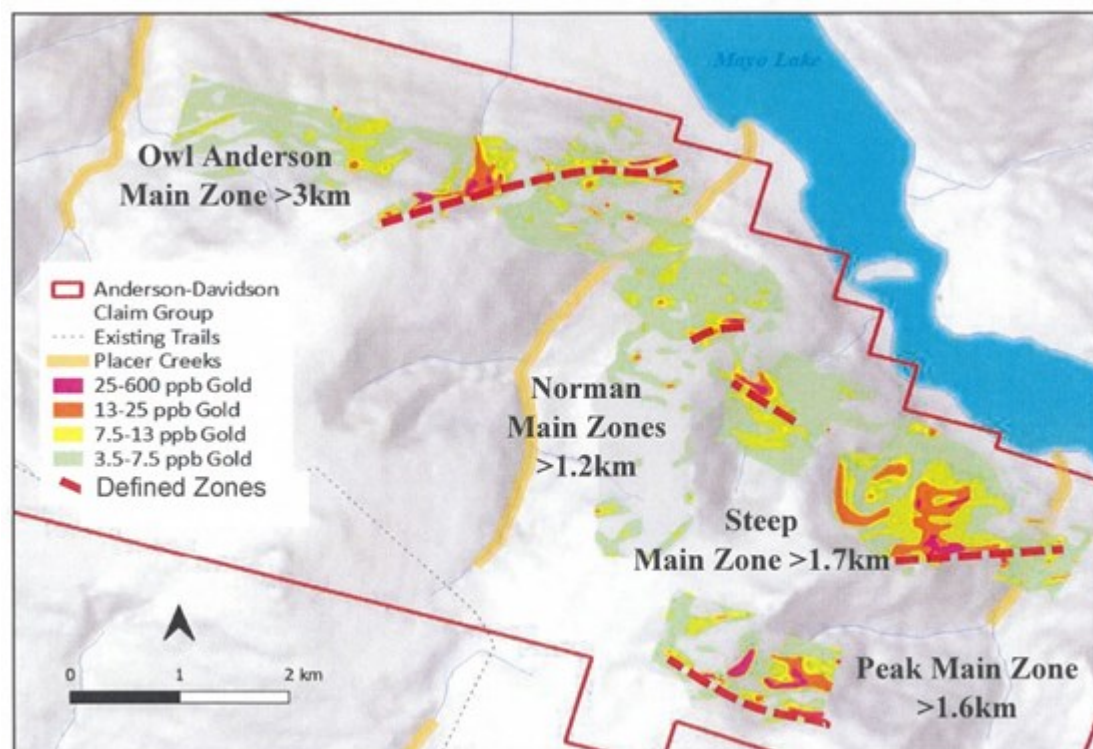 Mayo Lake
Owl Anderson
Main Zone >3km
Anderson-Davidson
Claim Group
Existing Trails
Placer Creeks
25-600 ppb Gold
13-25 ppb Gold
7.5-13 ppb Gold
3.5-7.5 ppb Gold
Defined Zones
Norman
Main Zones
>1.2km
Steep
Main Zone >1.7km
Peak Main Zone
>1.6km
0 1 2 km